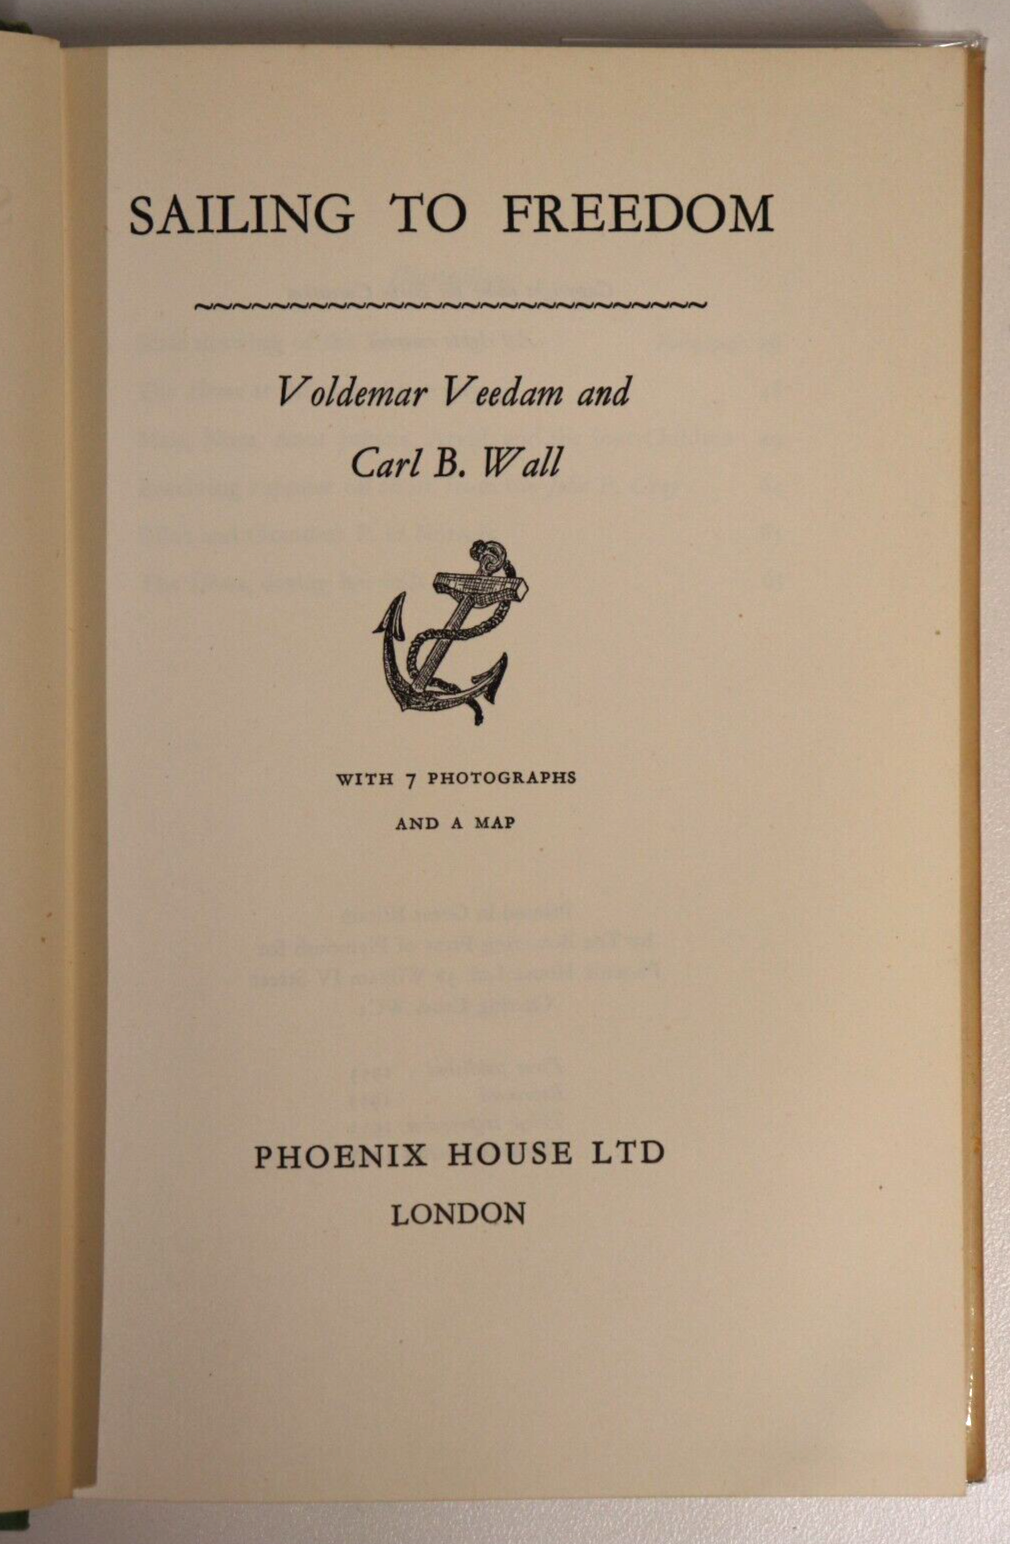 SAILING TO FREEDOM
Voldemar Veedam and
Carl B. Wall
WITH 7 PHOTOGRAPHS
AND A MAP
PHOENIX HOUSE LTD
LONDON